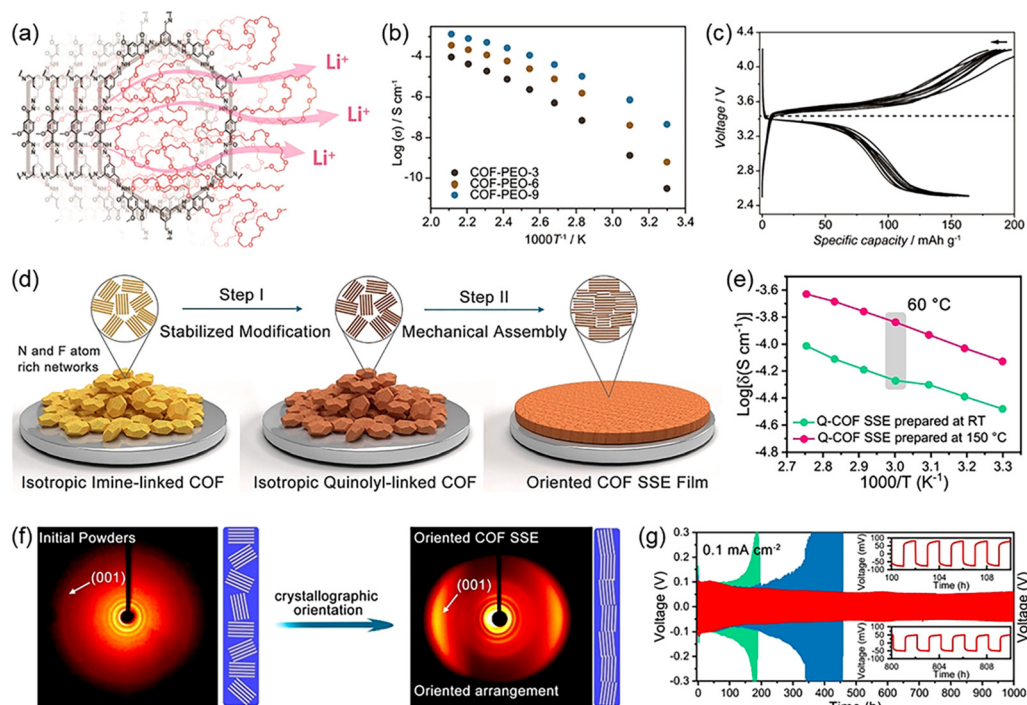 (a)
Li⁺
Li⁺
Li⁺
(b)
Log (σ) / S cm⁻¹
-4
-6
-8
-10
COF-PEO-3
COF-PEO-6
COF-PEO-9
2.0 2.2 2.4 2.6 2.8 3.0 3.2 3.4
1000T⁻¹ / K
(c)
Voltage / V
4.2
3.6
3.0
2.4
0 50 100 150 200
Specific capacity / mAh g⁻¹
(d)
Step I
Stabilized Modification
Step II
Mechanical Assembly
N and F atom
rich networks
Isotropic Imine-linked COF
Isotropic Quinolyl-linked COF
Oriented COF SSE Film
(e)
Log[δ(S cm⁻¹)]
-3.6
-3.8
-4.0
-4.2
-4.4
-4.6
-4.8
60 °C
Q-COF SSE prepared at RT
Q-COF SSE prepared at 150 °C
2.7 2.8 2.9 3.0 3.1 3.2 3.3
1000/T (K⁻¹)
(f)
Initial Powders
(001)
crystallographic
orientation
Oriented COF SSE
(001)
Oriented arrangement
(g)
Voltage (V)
0.3
0.2
0.1
0.0
-0.1
-0.2
-0.3
0.1 mA cm⁻²
Voltage (mV)
100
50
0
-50
-100
100 104 108
Time (h)
Voltage (mV)
100
50
0
-50
-100
800 804 808
Time (h)
0 100 200 300 400 500 600 700 800 900 1000
Time (h)
Voltage (V)